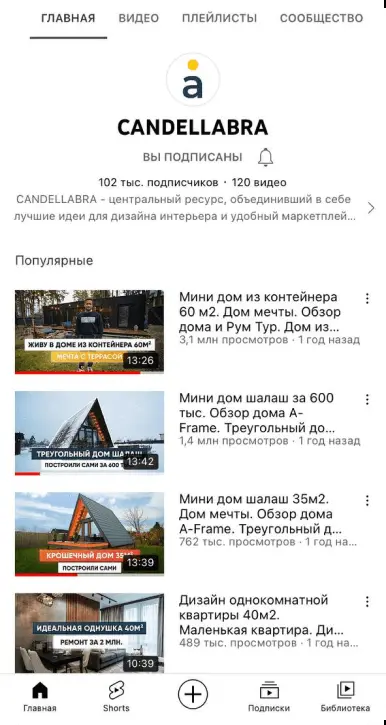 ГЛАВНАЯ ВИДЕО ПЛЕЙЛИСТЫ СООБЩЕСТВО
a
CANDELLABRA
ВЫ ПОДПИСАНЫ
102 тыс. подписчиков · 120 видео
CANDELLABRA - центральный ресурс, объединивший в себе
лучшие идеи для дизайна интерьера и удобный маркетплей...
Популярные
ЖИВУ В ДОМЕ ИЗ КОНТЕЙНЕРА 60М²
МЕЧТА С ТЕРРАСОЙ
13:26
Мини дом из контейнера
60 м2. Дом мечты. Обзор
дома и Рум Тур. Дом из...
3,1 млн просмотров · 1 год назад
ТРЕУГОЛЬНЫЙ ДОМ ШАЛАШ
ПОСТРОИЛИ САМИ ЗА 600 Т
13:42
Мини дом шалаш за 600
тыс. Обзор дома A-
Frame. Треугольный до...
1,4 млн просмотров · 1 год назад
КРОШЕЧНЫЙ ДОМ 35М²
ПОСТРОИЛИ САМИ
13:39
Мини дом шалаш 35м2.
Дом мечты. Обзор дома
A-Frame. Треугольный д...
762 тыс. просмотров · 1 год на...
ИДЕАЛЬНАЯ ОДНУШКА 40М²
РЕМОНТ ЗА 2 МЛН.
10:39
Дизайн однокомнатной
квартиры 40м2.
Маленькая квартира. Ди...
489 тыс. просмотров · 1 год на...
Главная Shorts Подписки Библиотека